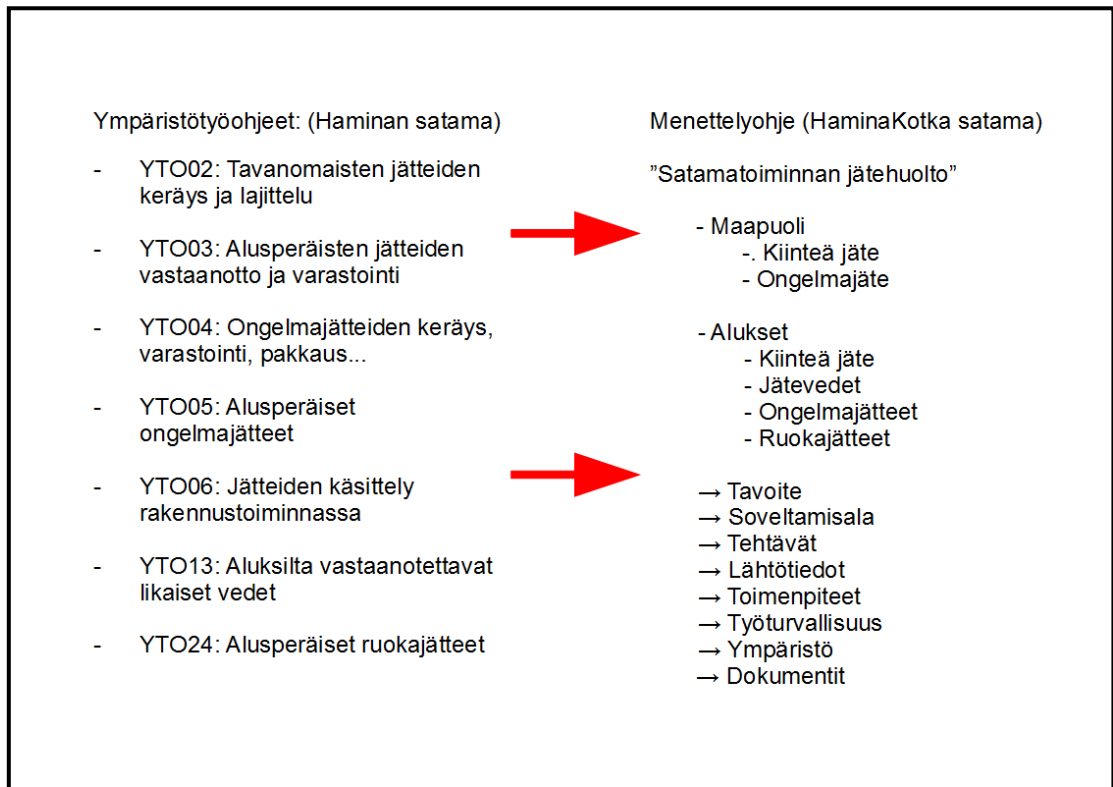 Ympäristötyöohjeet: (Haminan satama)
- YTO02: Tavanomaisten jätteiden
keräys ja lajittelu
- YTO03: Alusperäisten jätteiden
vastaanotto ja varastointi
- YTO04: Ongelmajätteiden keräys,
varastointi, pakkaus...
- YTO05: Alusperäiset
ongelmajätteet
- YTO06: Jätteiden käsittely
rakennustoiminnassa
- YTO13: Aluksilta vastaanotettavat
likaiset vedet
- YTO24: Alusperäiset ruokajätteet
Menettelyohje (HaminaKotka satama)
”Satamatoiminnan jätehuolto”
- Maapuoli
-. Kiinteä jäte
- Ongelmajäte
- Alukset
- Kiinteä jäte
- Jätevedet
- Ongelmajätteet
- Ruokajätteet
→ Tavoite
→ Soveltamisala
→ Tehtävät
→ Lähtötiedot
→ Toimenpiteet
→ Työturvallisuus
→ Ympäristö
→ Dokumentit